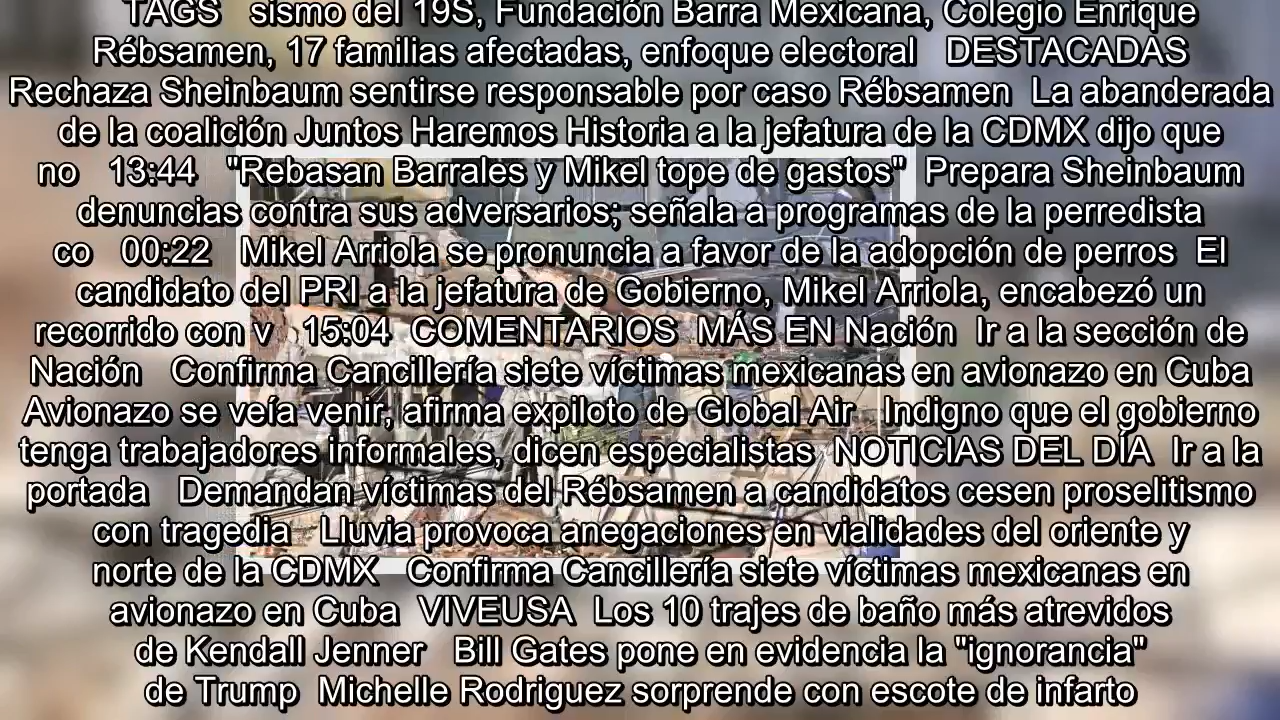 TAGS sismo del 19S, Fundación Barra Mexicana, Colegio Enrique
Rébsamen, 17 familias afectadas, enfoque electoral DESTACADAS
Rechaza Sheinbaum sentirse responsable por caso Rébsamen La abanderada
de la coalición Juntos Haremos Historia a la jefatura de la CDMX dijo que
no 13:44 "Rebasan Barrales y Mikel tope de gastos" Prepara Sheinbaum
denuncias contra sus adversarios; señala a programas de la perredista
co 00:22 Mikel Arriola se pronuncia a favor de la adopción de perros El
candidato del PRI a la jefatura de Gobierno, Mikel Arriola, encabezó un
recorrido con v 15:04 COMENTARIOS MÁS EN Nación Ir a la sección de
Nación Confirma Cancillería siete víctimas mexicanas en avionazo en Cuba
Avionazo se veía venir, afirma expiloto de Global Air Indigno que el gobierno
tenga trabajadores informales, dicen especialistas NOTICIAS DEL DÍA Ir a la
portada Demandan víctimas del Rébsamen a candidatos cesen proselitismo
con tragedia Lluvia provoca anegaciones en vialidades del oriente y
norte de la CDMX Confirma Cancillería siete víctimas mexicanas en
avionazo en Cuba VIVEUSA Los 10 trajes de baño más atrevidos
de Kendall Jenner Bill Gates pone en evidencia la "ignorancia"
de Trump Michelle Rodriguez sorprende con escote de infarto